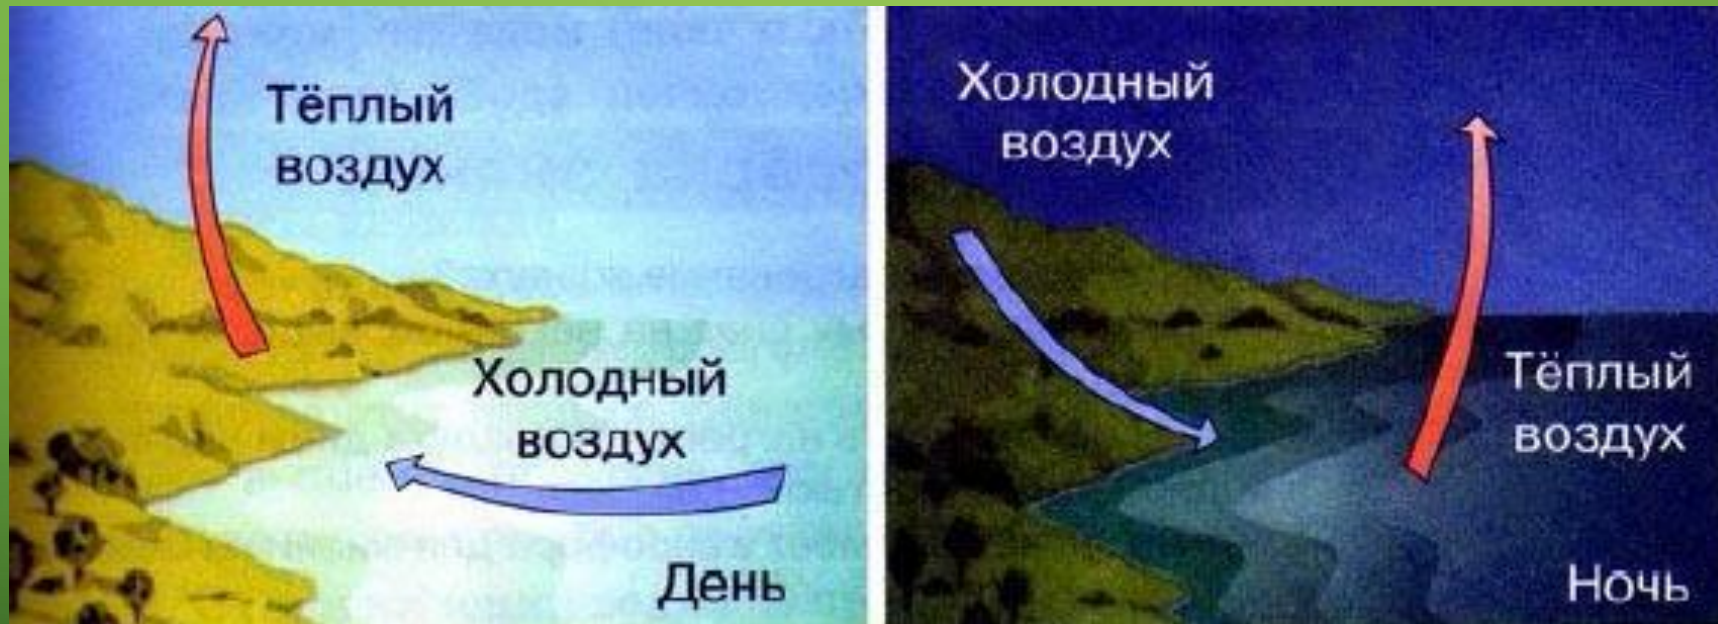 Тёплый
воздух
Холодный
воздух
День
Холодный
воздух
Тёплый
воздух
Ночь